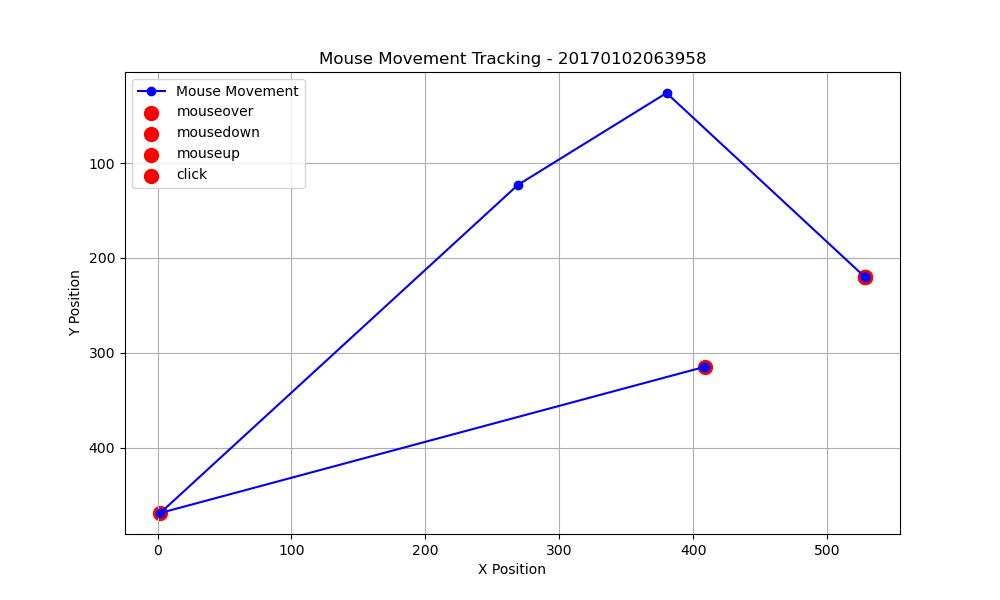 Mouse Movement Tracking - 20170102063958
Mouse Movement
mouseover
mousedown
mouseup
click
100
200
300
400
Y Position
0 100 200 300 400 500
X Position